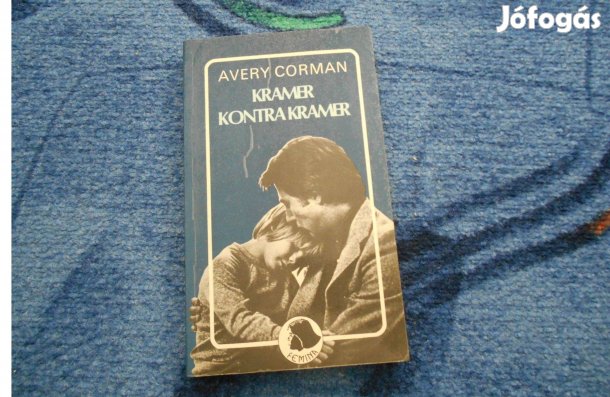 Jófogás
AVERY CORMAN
KRAMER
KONTRA KRAMER
FEMINA